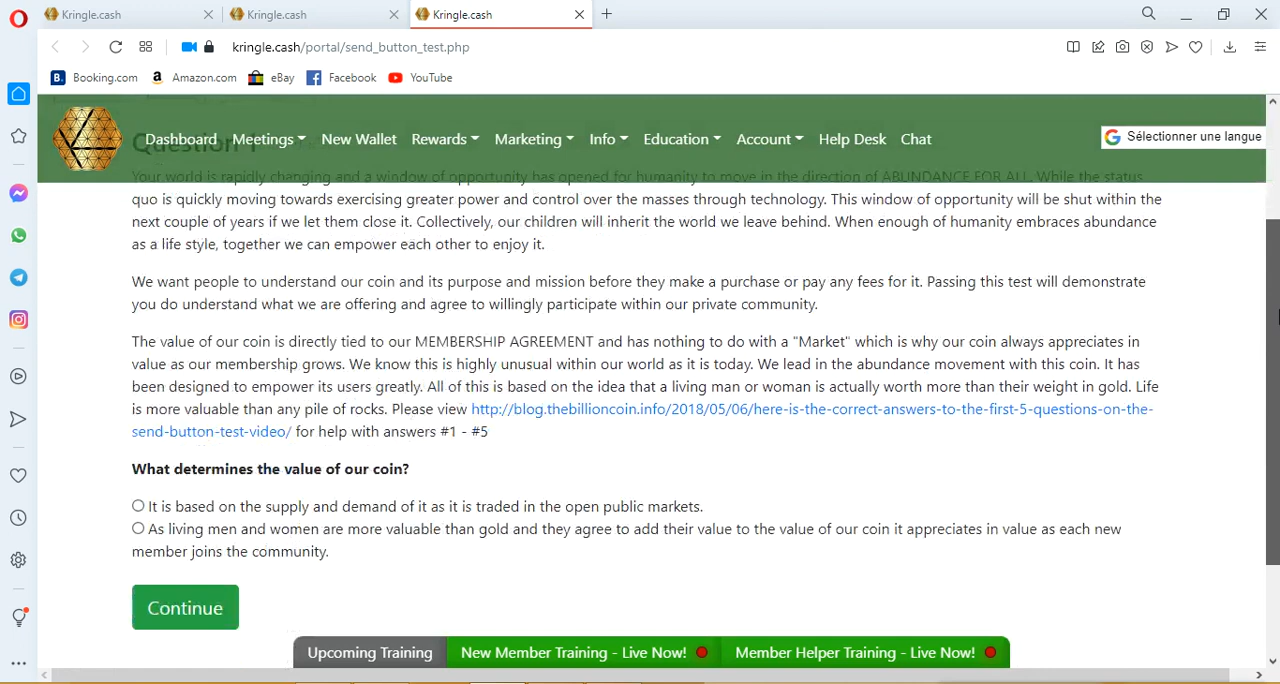 Kringle.cash
Kringle.cash
Kringle.cash
kringle.cash/portal/send_button_test.php
Booking.com
Amazon.com
eBay
Facebook
YouTube
Dashboard Meetings New Wallet Rewards Marketing Info Education Account Help Desk Chat
Sélectionner une langue
Question 1
Your world is rapidly changing and a window of opportunity has opened for humanity to move in the direction of ABUNDANCE FOR ALL. While the status
quo is quickly moving towards exercising greater power and control over the masses through technology. This window of opportunity will be shut within the
next couple of years if we let them close it. Collectively, our children will inherit the world we leave behind. When enough of humanity embraces abundance
as a life style, together we can empower each other to enjoy it.
We want people to understand our coin and its purpose and mission before they make a purchase or pay any fees for it. Passing this test will demonstrate
you do understand what we are offering and agree to willingly participate within our private community.
The value of our coin is directly tied to our MEMBERSHIP AGREEMENT and has nothing to do with a "Market" which is why our coin always appreciates in
value as our membership grows. We know this is highly unusual within our world as it is today. We lead in the abundance movement with this coin. It has
been designed to empower its users greatly. All of this is based on the idea that a living man or woman is actually worth more than their weight in gold. Life
is more valuable than any pile of rocks. Please view http://blog.thebillioncoin.info/2018/05/06/here-is-the-correct-answers-to-the-first-5-questions-on-the-
send-button-test-video/ for help with answers #1 - #5
What determines the value of our coin?
It is based on the supply and demand of it as it is traded in the open public markets.
As living men and women are more valuable than gold and they agree to add their value to the value of our coin it appreciates in value as each new
member joins the community.
Continue
Upcoming Training
New Member Training - Live Now!
Member Helper Training - Live Now!